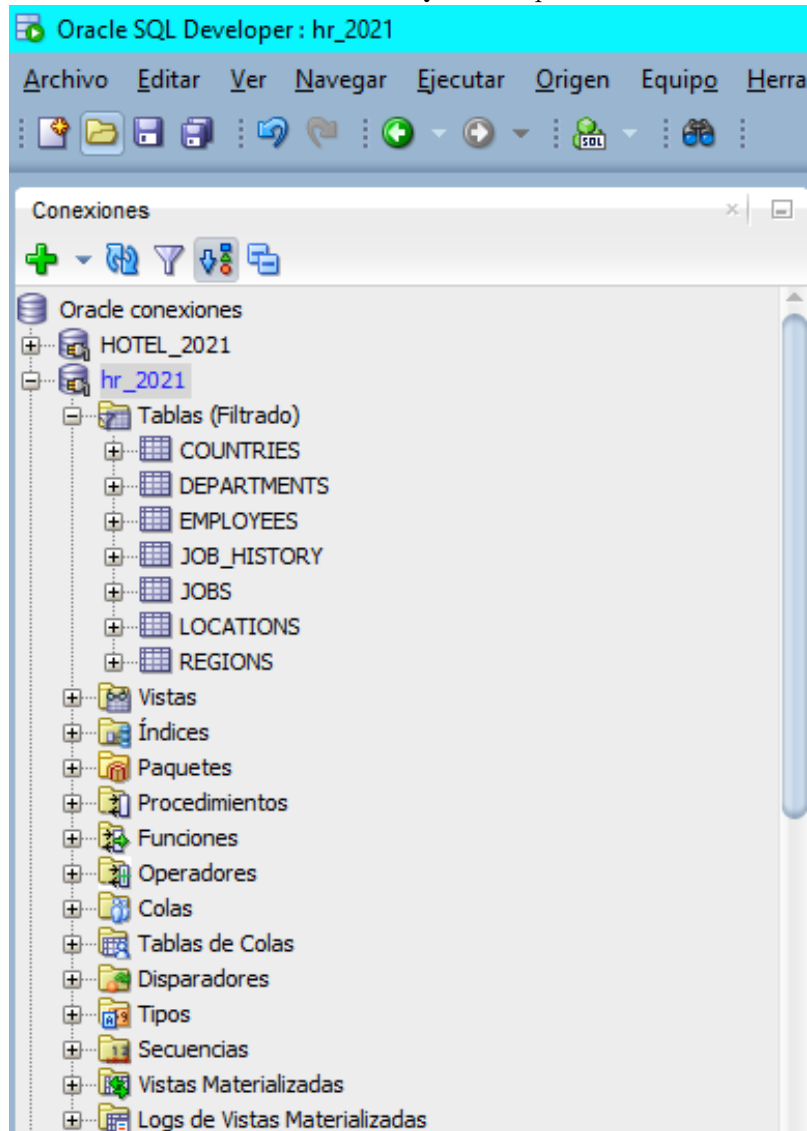 Oracle SQL Developer : hr_2021
Archivo Editar Ver Navegar Ejecutar Origen Equipo Herra
SQL
Conexiones
Oracle conexiones
HOTEL_2021
hr_2021
Tablas (Filtrado)
COUNTRIES
DEPARTMENTS
EMPLOYEES
JOB_HISTORY
JOBS
LOCATIONS
REGIONS
Vistas
Índices
Paquetes
Procedimientos
Funciones
Operadores
Colas
Tablas de Colas
Disparadores
Tipos
Secuencias
Vistas Materializadas
Logs de Vistas Materializadas